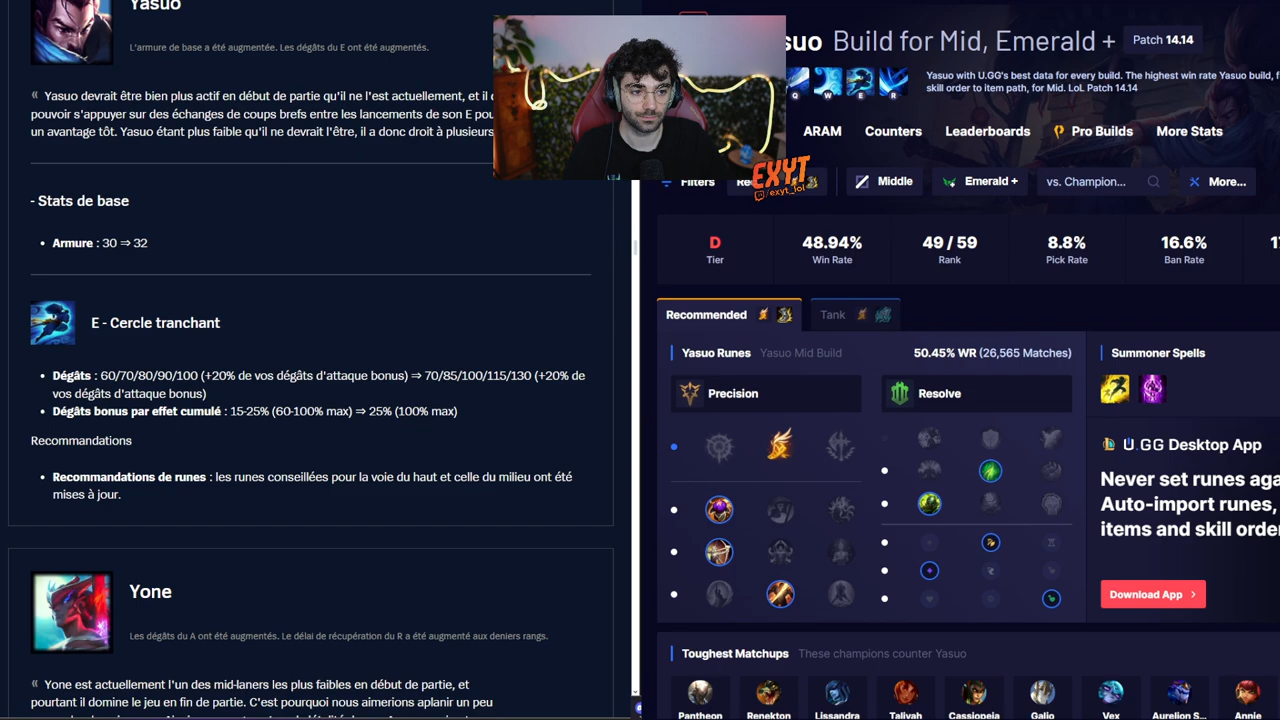 Yasuo
L'armure de base a été augmentée. Les dégâts du E ont été augmentés.
« Yasuo devrait être bien plus actif en début de partie qu'il ne l'est actuellement, et il
pouvoir s'appuyer sur des échanges de coups brefs entre les lancements de son E
un avantage tôt. Yasuo étant plus faible qu'il ne devrait l'être, il a donc droit à plusieurs
- Stats de base
• Armure : 30 ⇒ 32
E - Cercle tranchant
• Dégâts : 60/70/80/90/100 (+20% de vos dégâts d'attaque bonus) ⇒ 70/85/100/115/130 (+20% de
vos dégâts d'attaque bonus)
• Dégâts bonus par effet cumulé : 15-25% (60-100% max) ⇒ 25% (100% max)
Recommandations
• Recommandations de runes : les runes conseillées pour la voie du haut et celle du milieu ont été
mises à jour.
Yone
Les dégâts du A ont été augmentés. Le délai de récupération du R a été augmenté aux deniers rangs.
« Yone est actuellement l'un des mid-laners les plus faibles en début de partie, et
pourtant il domine le jeu en fin de partie. C'est pourquoi nous aimerions aplanir un peu
EXYT
/exyt_lol
suo Build for Mid, Emerald +
Patch 14.14
Q W E R
Yasuo with U.GG's best data for every build. The highest win rate Yasuo build,
skill order to item path, for Mid. LoL Patch 14.14
ARAM Counters Leaderboards Pro Builds More Stats
Filters
Middle
Emerald +
vs. Champion...
More...
D 48.94% 49 / 59 8.8% 16.6%
Tier Win Rate Rank Pick Rate Ban Rate
Recommended
Tank
Yasuo Runes Yasuo Mid Build 50.45% WR (26,565 Matches)
Summoner Spells
Precision
Resolve
U.GG Desktop App
Never set runes aga
Auto-import runes,
items and skill orde
Download App
Toughest Matchups These champions counter Yasuo
Pantheon Renekton Lissandra Taliyah Cassiopeia Galio Vex Aurelion S... Annie